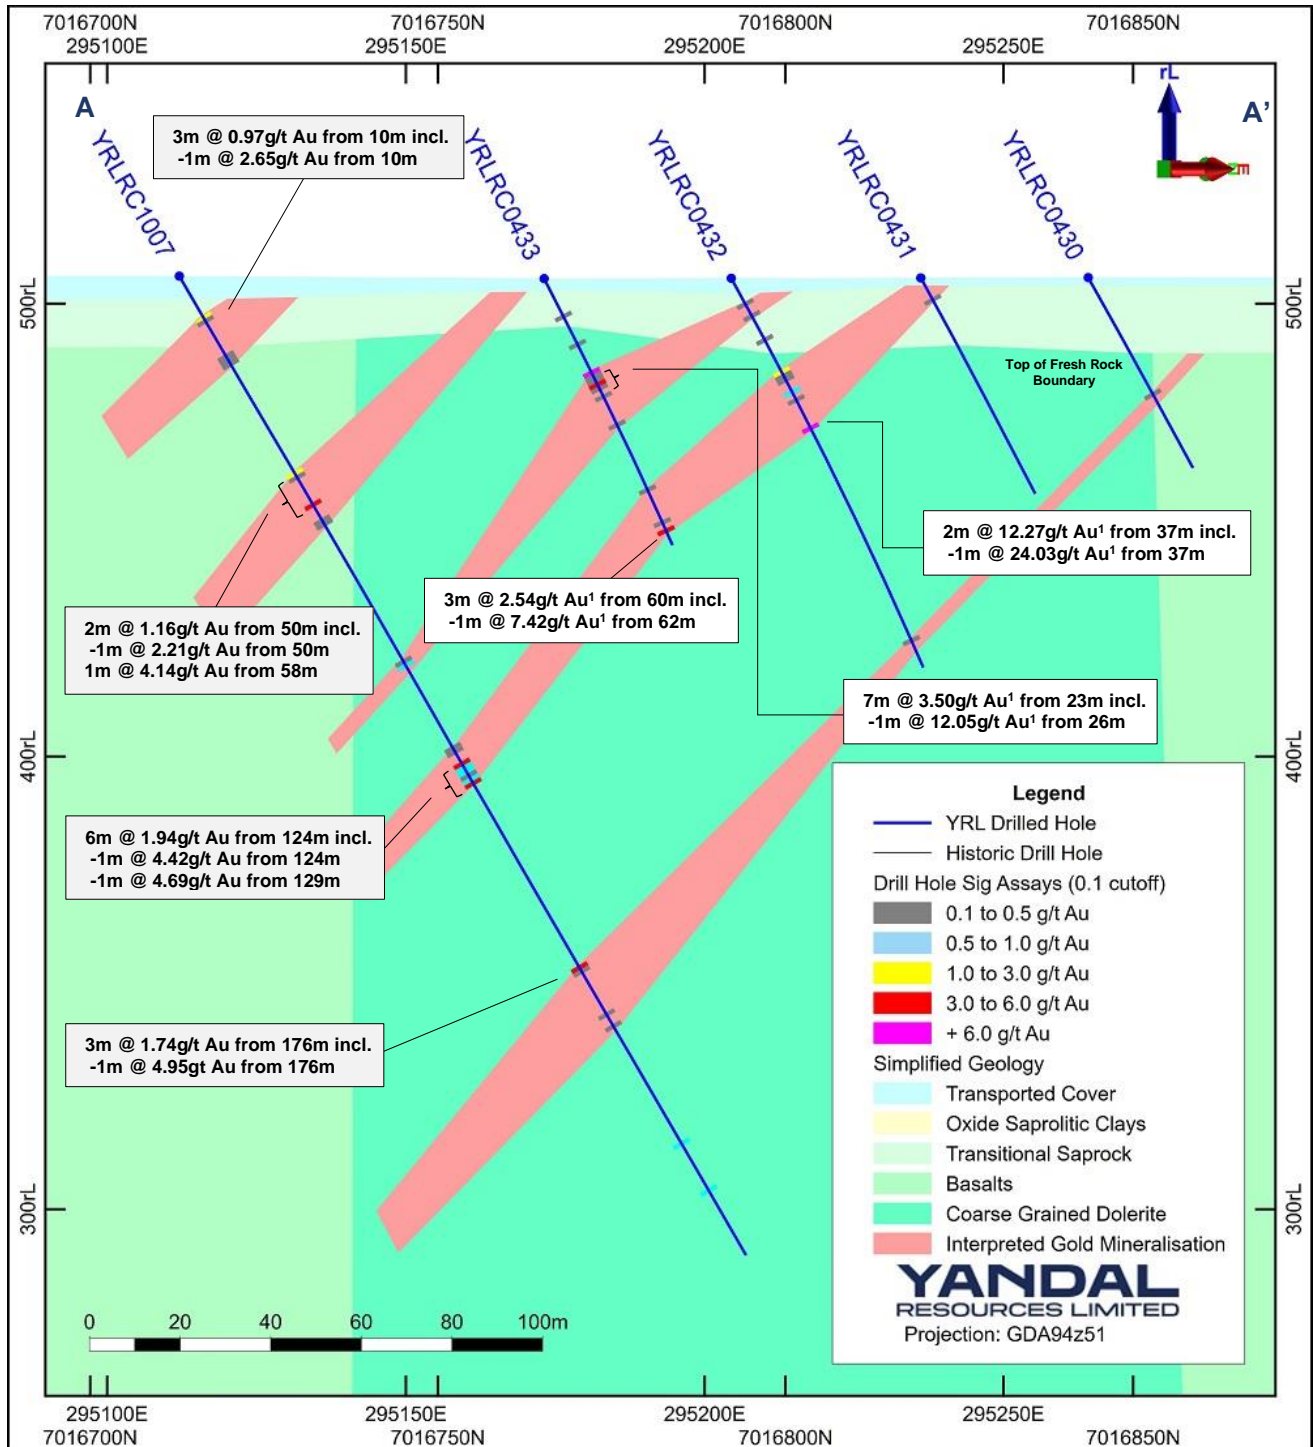 7016700N 7016750N 7016800N 7016850N
295100E 295150E 295200E 295250E
A
A’
rL
YRLRC1007
YRLRC0433
YRLRC0432
YRLRC0431
YRLRC0430
3m @ 0.97g/t Au from 10m incl.
-1m @ 2.65g/t Au from 10m
500rL
500rL
Top of Fresh Rock
Boundary
2m @ 12.27g/t Au¹ from 37m incl.
-1m @ 24.03g/t Au¹ from 37m
3m @ 2.54g/t Au¹ from 60m incl.
-1m @ 7.42g/t Au¹ from 62m
2m @ 1.16g/t Au from 50m incl.
-1m @ 2.21g/t Au from 50m
1m @ 4.14g/t Au from 58m
7m @ 3.50g/t Au¹ from 23m incl.
-1m @ 12.05g/t Au¹ from 26m
400rL
400rL
6m @ 1.94g/t Au from 124m incl.
-1m @ 4.42g/t Au from 124m
-1m @ 4.69g/t Au from 129m
3m @ 1.74g/t Au from 176m incl.
-1m @ 4.95gt Au from 176m
300rL
300rL
Legend
YRL Drilled Hole
Historic Drill Hole
Drill Hole Sig Assays (0.1 cutoff)
0.1 to 0.5 g/t Au
0.5 to 1.0 g/t Au
1.0 to 3.0 g/t Au
3.0 to 6.0 g/t Au
+ 6.0 g/t Au
Simplified Geology
Transported Cover
Oxide Saprolitic Clays
Transitional Saprock
Basalts
Coarse Grained Dolerite
Interpreted Gold Mineralisation
YANDAL
RESOURCES LIMITED
Projection: GDA94z51
0 20 40 60 80 100m
295100E 295150E 295200E 295250E
7016700N 7016750N 7016800N 7016850N